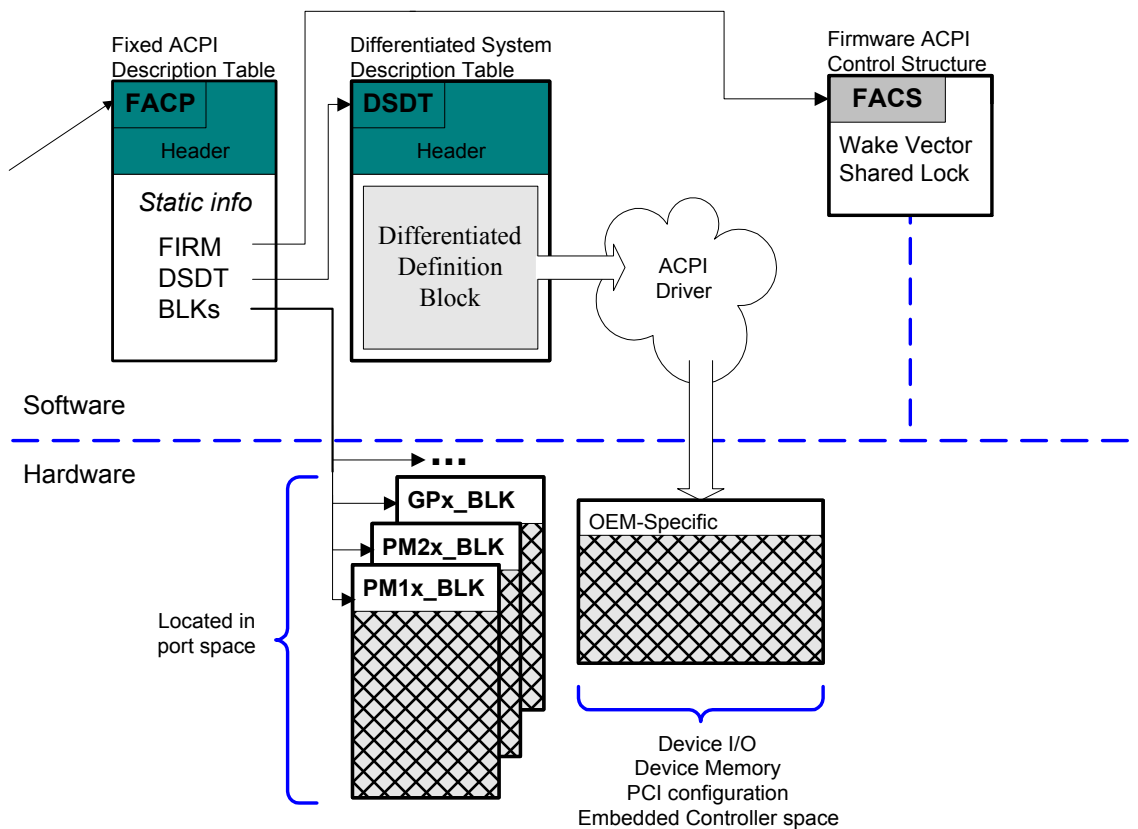 Fixed ACPI
Description Table
FACP
Header
Static info
FIRM
DSDT
BLKs
Differentiated System
Description Table
DSDT
Header
Differentiated
Definition
Block
ACPI
Driver
Firmware ACPI
Control Structure
FACS
Wake Vector
Shared Lock
Software
Hardware
...
GPx_BLK
PM2x_BLK
PM1x_BLK
Located in
port space
OEM-Specific
Device I/O
Device Memory
PCI configuration
Embedded Controller space